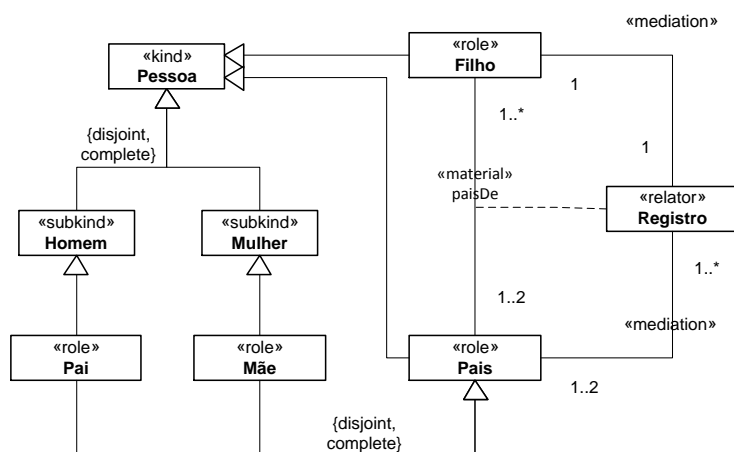 «mediation»
«kind»
Pessoa
«role»
Filho
1
1..*
{disjoint,
complete}
1
«material»
paisDe
«relator»
Registro
«subkind»
Homem
«subkind»
Mulher
1..*
1..2
«mediation»
«role»
Pai
«role»
Mãe
«role»
Pais
1..2
{disjoint,
complete}